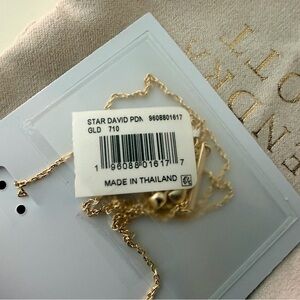 STAR DAVID PDN 9608801617
GLD 710
1 96088 01617 7
MADE IN THAILAND